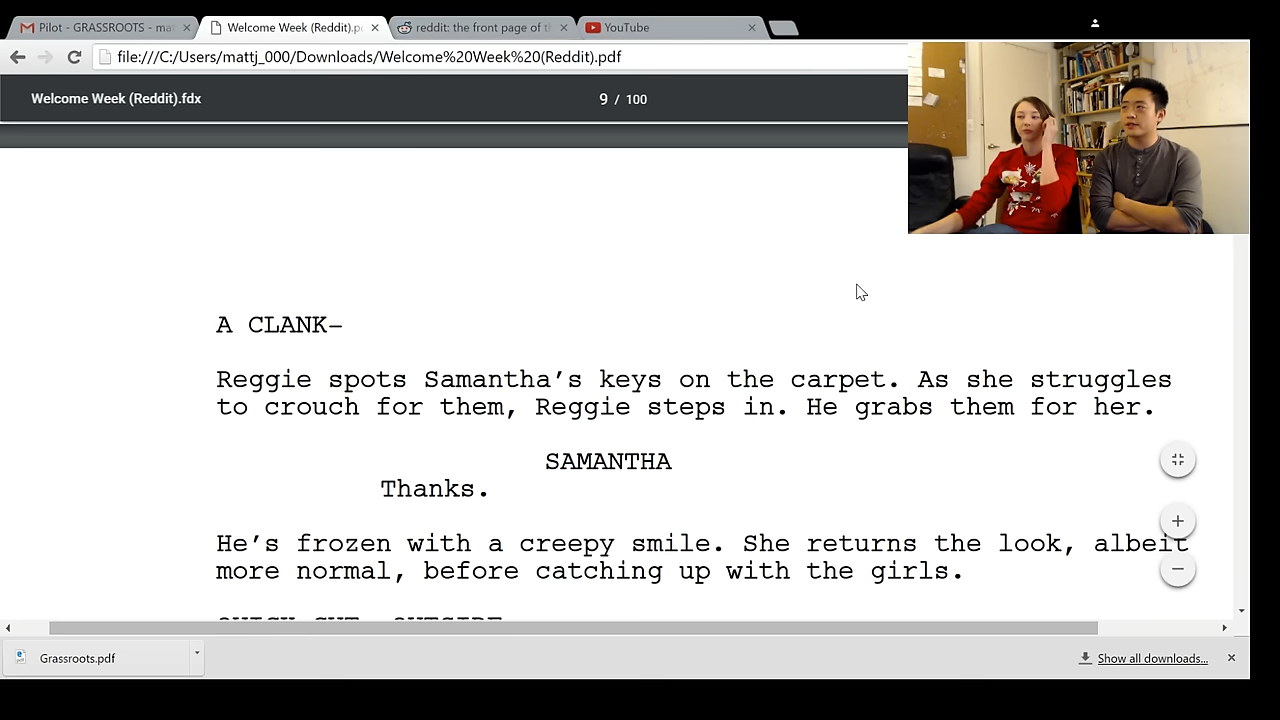 Pilot - GRASSROOTS - ma
Welcome Week (Reddit).p
reddit: the front page of t
YouTube
file:///C:/Users/mattj_000/Downloads/Welcome%20Week%20(Reddit).pdf
Welcome Week (Reddit).fdx
9 / 100
A CLANK–
Reggie spots Samantha’s keys on the carpet. As she struggles
to crouch for them, Reggie steps in. He grabs them for her.
SAMANTHA
Thanks.
He’s frozen with a creepy smile. She returns the look, albeit
more normal, before catching up with the girls.
Grassroots.pdf
Show all downloads...